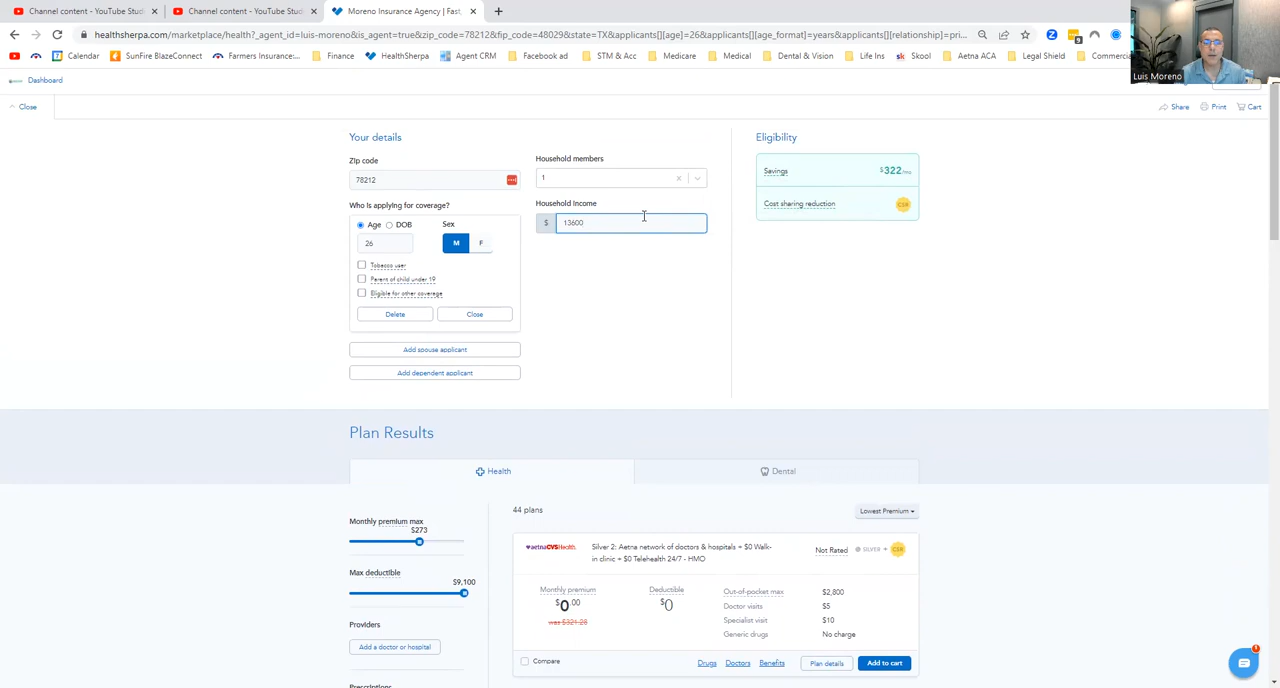 Channel content - YouTube Studi
Channel content - YouTube Studi
Moreno Insurance Agency | Fast,
healthsherpa.com/marketplace/health?_agent_id=luis-moreno&is_agent=true&zip_code=78212&fip_code=48029&state=TX&applicants[][age]=26&applicants[][age_format]=years&applicants[][relationship]=pri...
Calendar
SunFire BlazeConnect
Farmers Insurance:...
Finance
HealthSherpa
Agent CRM
Facebook ad
STM & Acc
Medicare
Medical
Dental & Vision
Life Ins
sk Skool
Aetna ACA
Legal Shield
Commercia
Luis Moreno
Dashboard
Close
Share
Print
Cart
Your details
Zip code
78212
Who is applying for coverage?
Age
DOB
Sex
26
M
F
Tobacco user
Parent of child under 19
Eligible for other coverage
Delete
Close
Add spouse applicant
Add dependent applicant
Household members
1
Household Income
$ 13600
Eligibility
Savings
$322/mo
Cost sharing reduction
CSR
Plan Results
Health
Dental
Monthly premium max
$273
Max deductible
$9,100
Providers
Add a doctor or hospital
Prescriptions
44 plans
Lowest Premium
aetna CVSHealth.
Silver 2: Aetna network of doctors & hospitals + $0 Walk-
in clinic + $0 Telehealth 24/7 - HMO
Not Rated
SILVER +
CSR
Monthly premium
$0.00
was $321.28
Deductible
$0
Out-of-pocket max
$2,800
Doctor visits
$5
Specialist visit
$10
Generic drugs
No charge
Compare
Drugs
Doctors
Benefits
Plan details
Add to cart